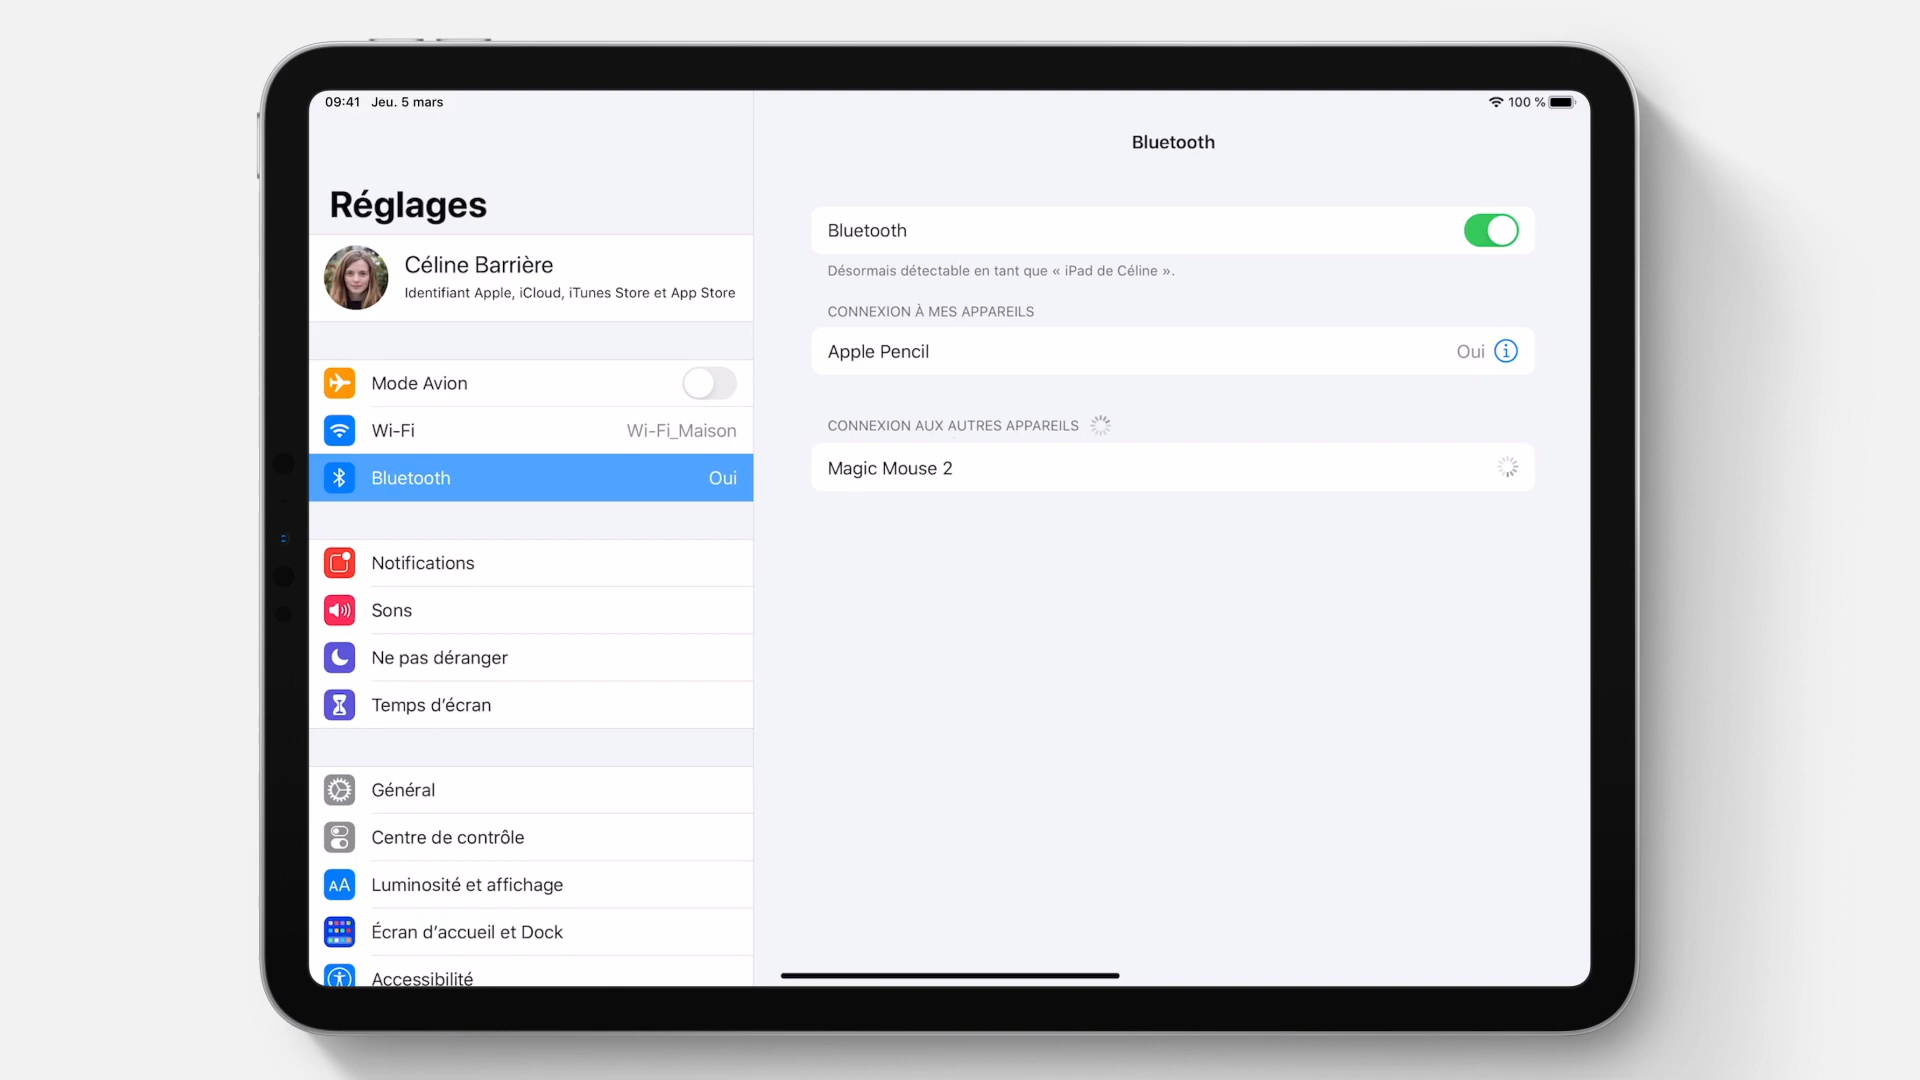 09:41 Jeu. 5 mars
100 %
Réglages
Céline Barrière
Identifiant Apple, iCloud, iTunes Store et App Store
Mode Avion
Wi-Fi Wi-Fi_Maison
Bluetooth Oui
Notifications
Sons
Ne pas déranger
Temps d’écran
Général
Centre de contrôle
AA Luminosité et affichage
Écran d’accueil et Dock
Accessibilité
Bluetooth
Bluetooth
Désormais détectable en tant que « iPad de Céline ».
CONNEXION À MES APPAREILS
Apple Pencil Oui
CONNEXION AUX AUTRES APPAREILS
Magic Mouse 2